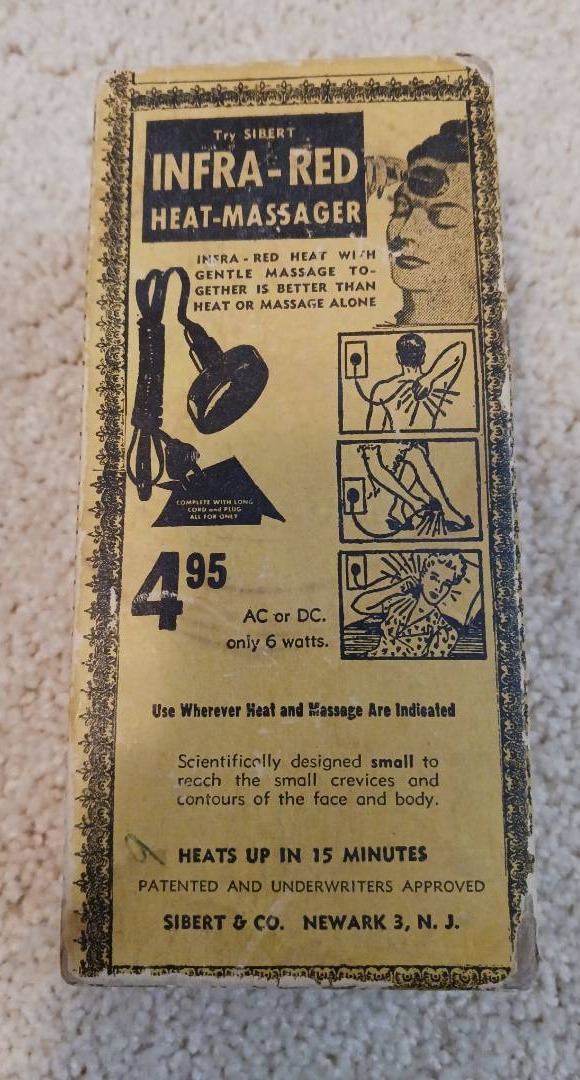 Try SIBERT
INFRA-RED
HEAT-MASSAGER
INFRA-RED HEAT WITH
GENTLE MASSAGE TO-
GETHER IS BETTER THAN
HEAT OR MASSAGE ALONE
COMPLETE WITH LONG
CORD and PLUG
ALL FOR ONLY
4 95
AC or DC.
only 6 watts.
Use Wherever Heat and Massage Are Indicated
Scientifically designed small to
reach the small crevices and
contours of the face and body.
HEATS UP IN 15 MINUTES
PATENTED AND UNDERWRITERS APPROVED
SIBERT & CO. NEWARK 3, N. J.